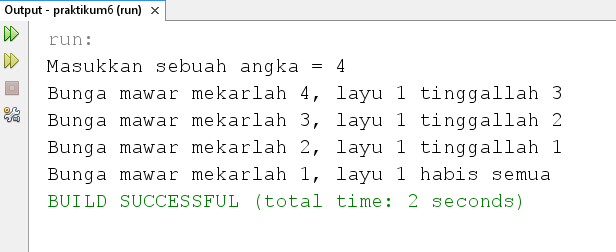 Output - praktikum6 (run) ×
run:
Masukkan sebuah angka = 4
Bunga mawar mekarlah 4, layu 1 tinggallah 3
Bunga mawar mekarlah 3, layu 1 tinggallah 2
Bunga mawar mekarlah 2, layu 1 tinggallah 1
Bunga mawar mekarlah 1, layu 1 habis semua
BUILD SUCCESSFUL (total time: 2 seconds)